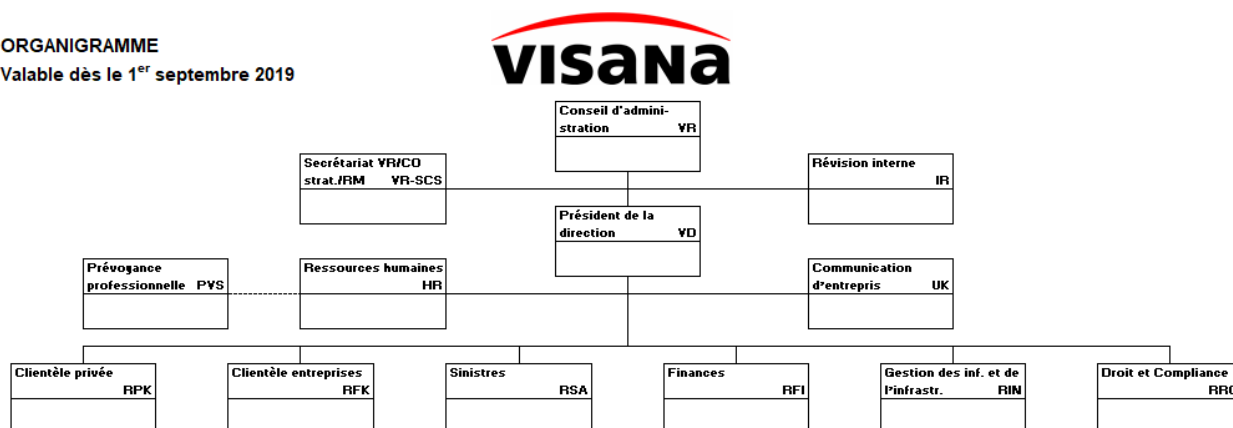 ORGANIGRAMME
Valable dès le 1er septembre 2019
visana
Conseil d'admini-
stration VR
Secrétariat VR/CO
strat./RM VR-SCS
Révision interne
IR
Président de la
direction VD
Prévoyance
professionnelle PVS
Ressources humaines
HR
Communication
d'entrepris UK
Clientèle privée
RPK
Clientèle entreprises
RFK
Sinistres
RSA
Finances
RFI
Gestion des inf. et de
l'infrastr. RIN
Droit et Compliance